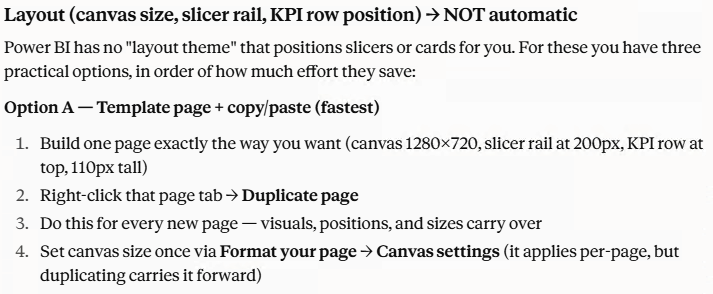 Layout (canvas size, slicer rail, KPI row position) → NOT automatic
Power BI has no "layout theme" that positions slicers or cards for you. For these you have three
practical options, in order of how much effort they save:
Option A — Template page + copy/paste (fastest)
1. Build one page exactly the way you want (canvas 1280×720, slicer rail at 200px, KPI row at
top, 110px tall)
2. Right-click that page tab → Duplicate page
3. Do this for every new page — visuals, positions, and sizes carry over
4. Set canvas size once via Format your page → Canvas settings (it applies per-page, but
duplicating carries it forward)